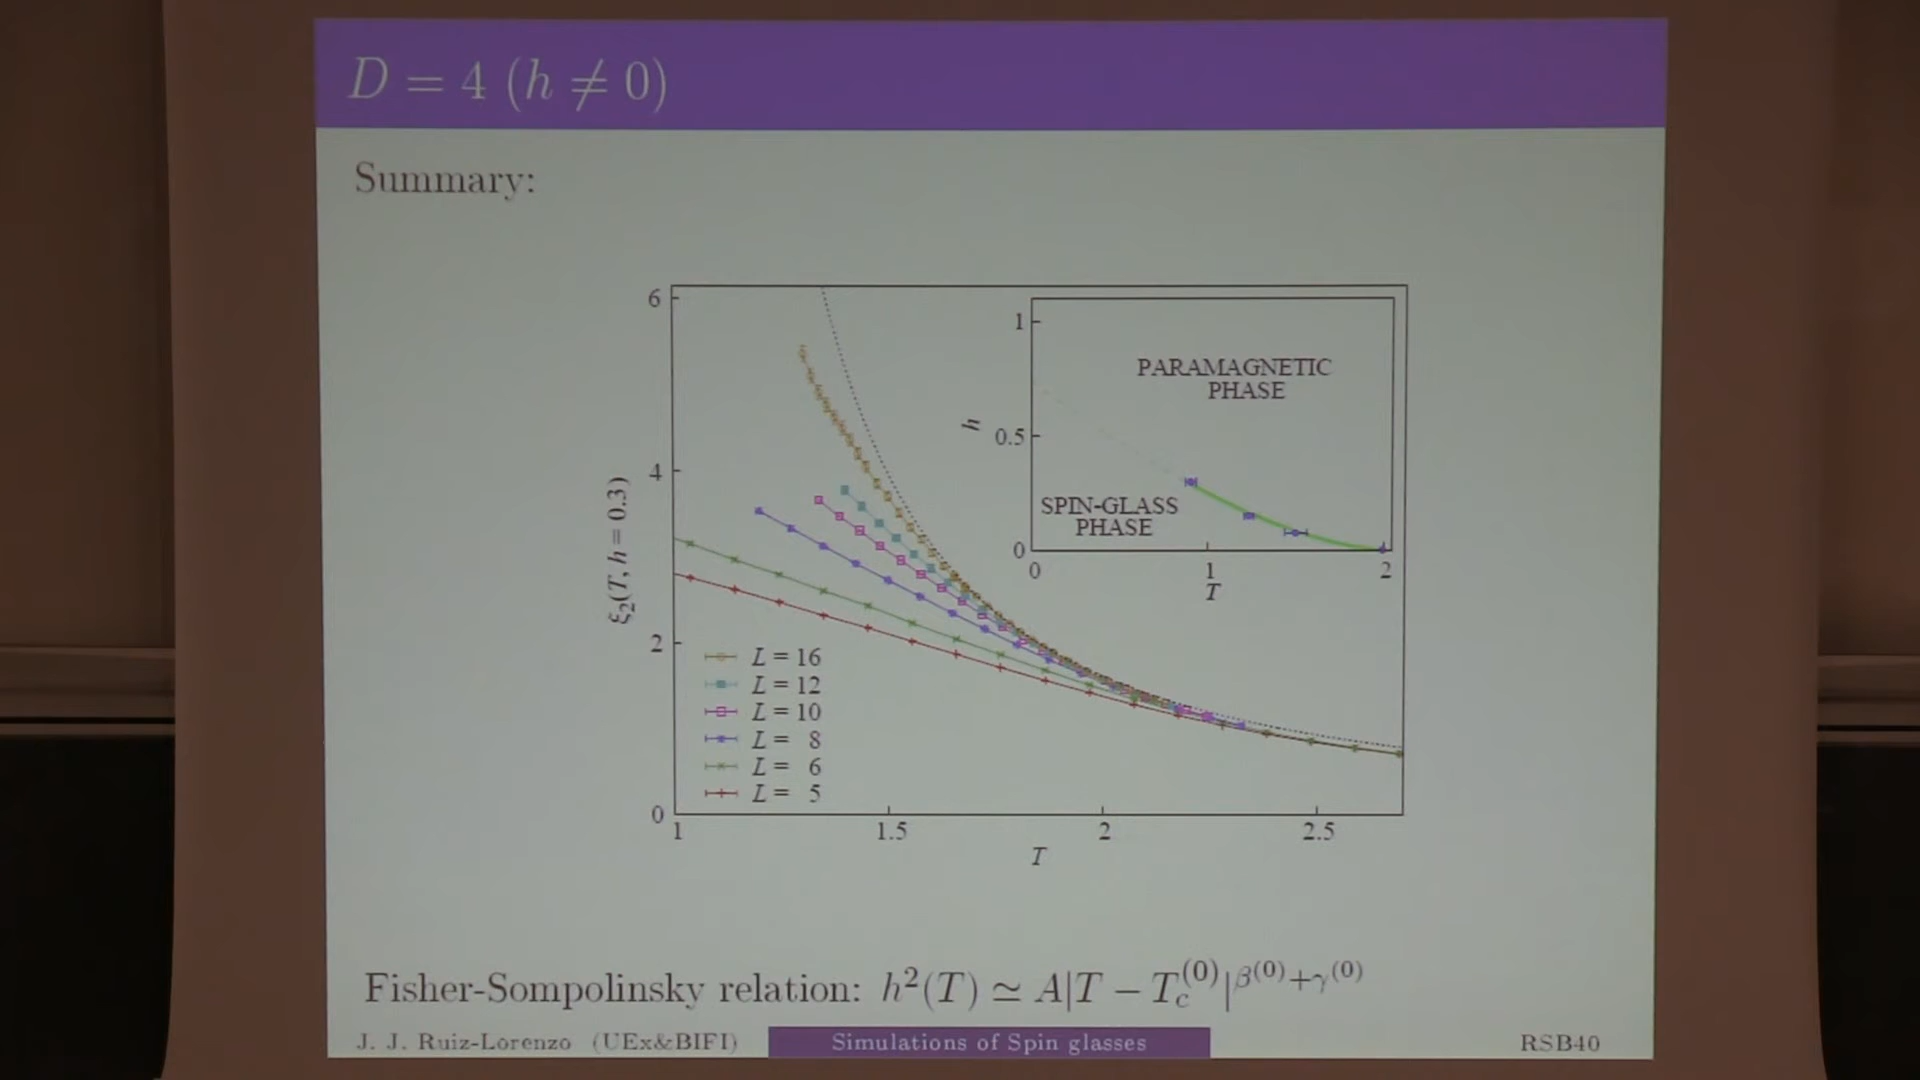 D = 4 (h ≠ 0)
Summary:
6
4
2
0
ξ₂(T, h = 0.3)
1
1.5
2
2.5
T
L = 16
L = 12
L = 10
L = 8
L = 6
L = 5
1
0.5
0
h
PARAMAGNETIC
PHASE
SPIN-GLASS
PHASE
0
1
2
T
Fisher-Sompolinsky relation: h²(T) ≃ A|T − T_c^{(0)}|^{β^{(0)}+γ^{(0)}}
J. J. Ruiz-Lorenzo (UEx&BIFI)
Simulations of Spin glasses
RSB40